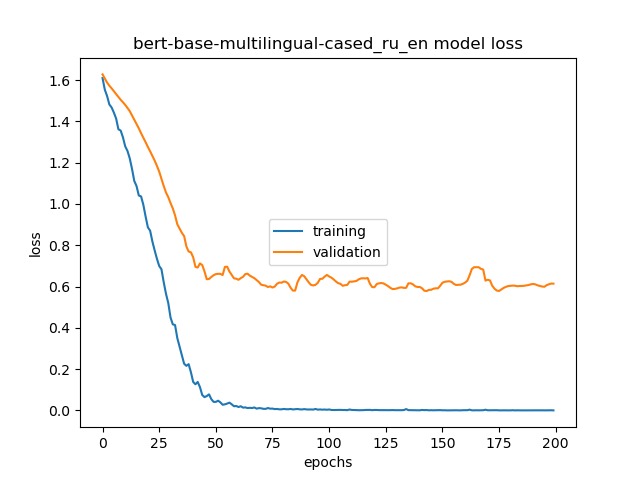 bert-base-multilingual-cased_ru_en model loss
1.6
1.4
1.2
1.0
0.8
0.6
0.4
0.2
0.0
loss
training
validation
0 25 50 75 100 125 150 175 200
epochs